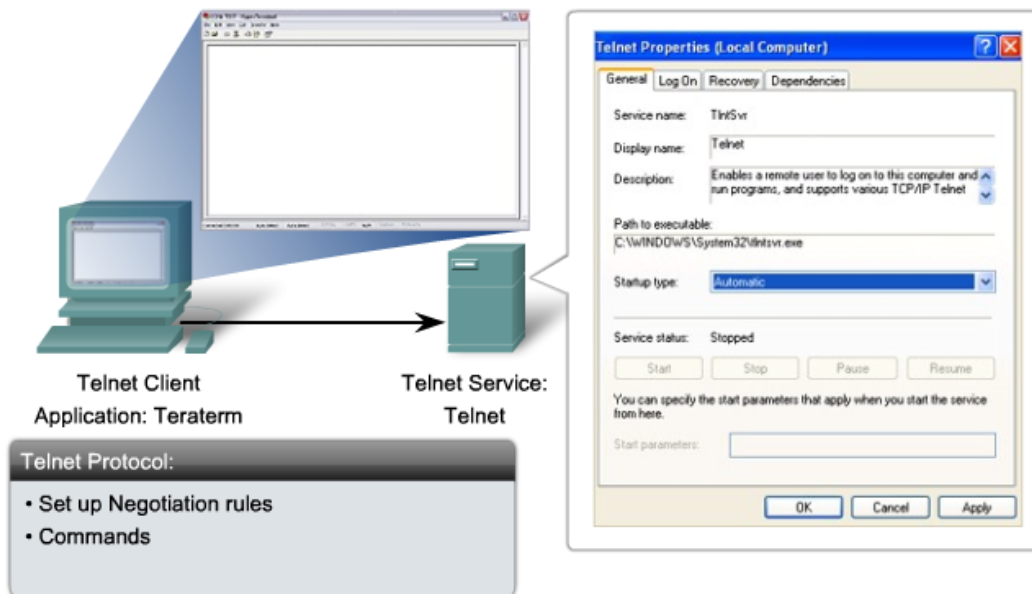 Telnet Properties (Local Computer)
General Log On Recovery Dependencies
Service name: TlntSvr
Display name: Telnet
Description: Enables a remote user to log on to this computer and
run programs, and supports various TCP/IP Telnet
Path to executable:
C:\WINDOWS\System32\tlntsvr.exe
Startup type: Automatic
Service status: Stopped
Start Stop Pause Resume
You can specify the start parameters that apply when you start the service
from here.
Start parameters:
OK Cancel Apply
Telnet Client
Application: Teraterm
Telnet Service:
Telnet
Telnet Protocol:
• Set up Negotiation rules
• Commands